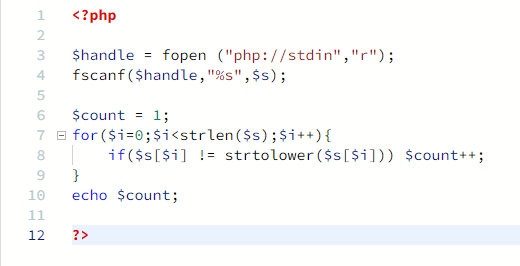 1 <?php
2
3 $handle = fopen ("php://stdin","r");
4 fscanf($handle,"%s",$s);
5
6 $count = 1;
7 for($i=0;$i<strlen($s);$i++){
8     if($s[$i] != strtolower($s[$i])) $count++;
9 }
10 echo $count;
11
12 ?>